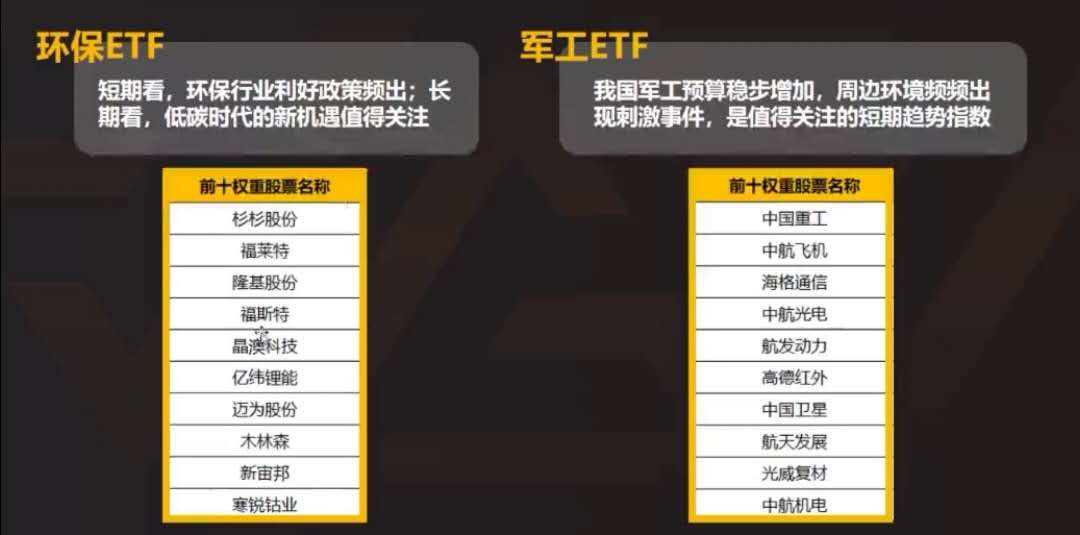 环保ETF
短期看，环保行业利好政策频出；长
期看，低碳时代的新机遇值得关注
前十权重股票名称
杉杉股份
福莱特
隆基股份
福斯特
晶澳科技
亿纬锂能
迈为股份
木林森
新宙邦
寒锐钴业
军工ETF
我国军工预算稳步增加，周边环境频频出
现刺激事件，是值得关注的短期趋势指数
前十权重股票名称
中国重工
中航飞机
海格通信
中航光电
航发动力
高德红外
中国卫星
航天发展
光威复材
中航机电